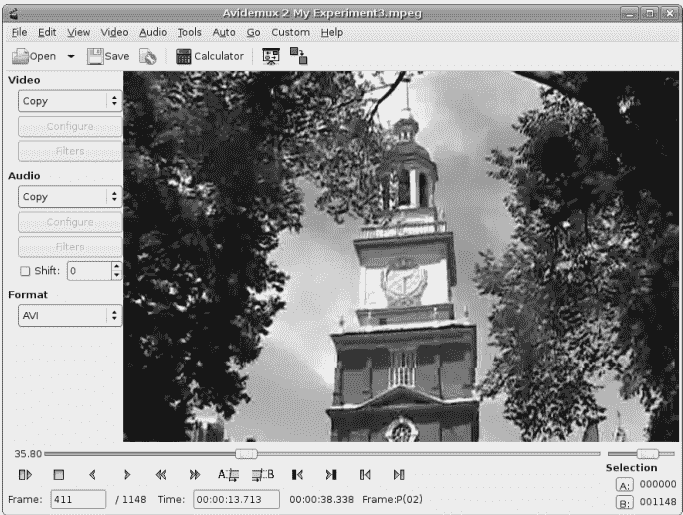 Avidemux 2 My Experiment3.mpeg
File Edit View Video Audio Tools Auto Go Custom Help
Open Save Calculator
Video
Copy
Configure
Filters
Audio
Copy
Configure
Filters
Shift: 0
Format
AVI
35.80
A B
Selection
A: 000000
Frame: 411 / 1148 Time: 00:00:13.713 00:00:38.338 Frame:P(02)
B: 001148